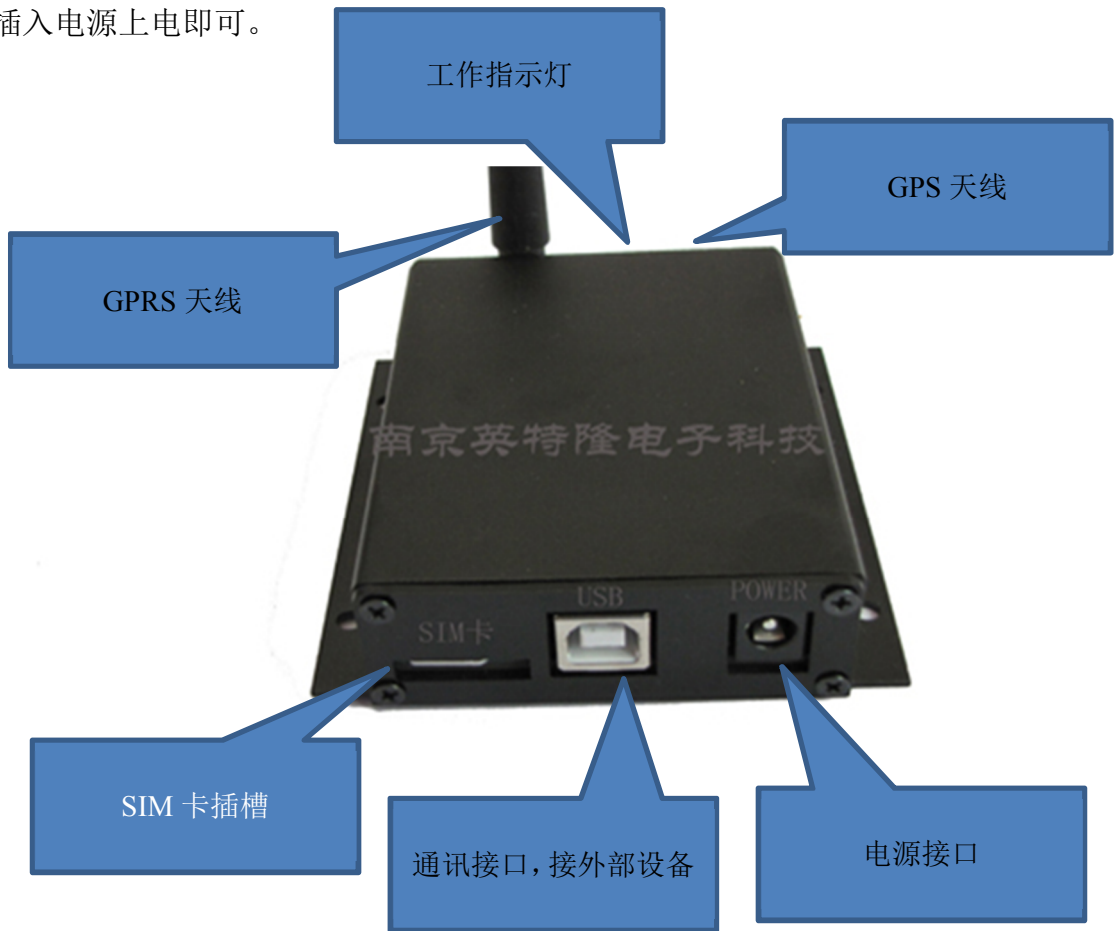 插入电源上电即可。
工作指示灯
GPS 天线
GPRS 天线
南京英特隆电子科技
USB
POWER
SIM卡
SIM 卡插槽
通讯接口，接外部设备
电源接口